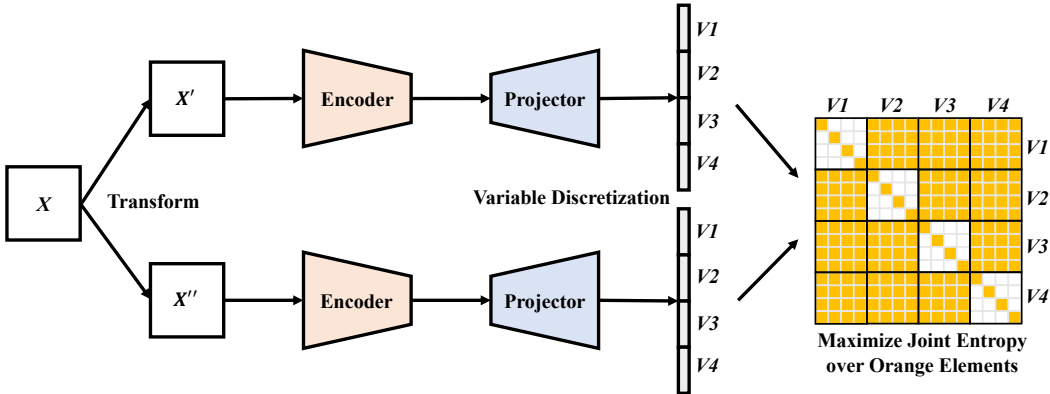 X
Transform
X′
Encoder
Projector
V1
V2
V3
V4
Variable Discretization
X′′
Encoder
Projector
V1
V2
V3
V4
V1 V2 V3 V4
V1
V2
V3
V4
Maximize Joint Entropy
over Orange Elements